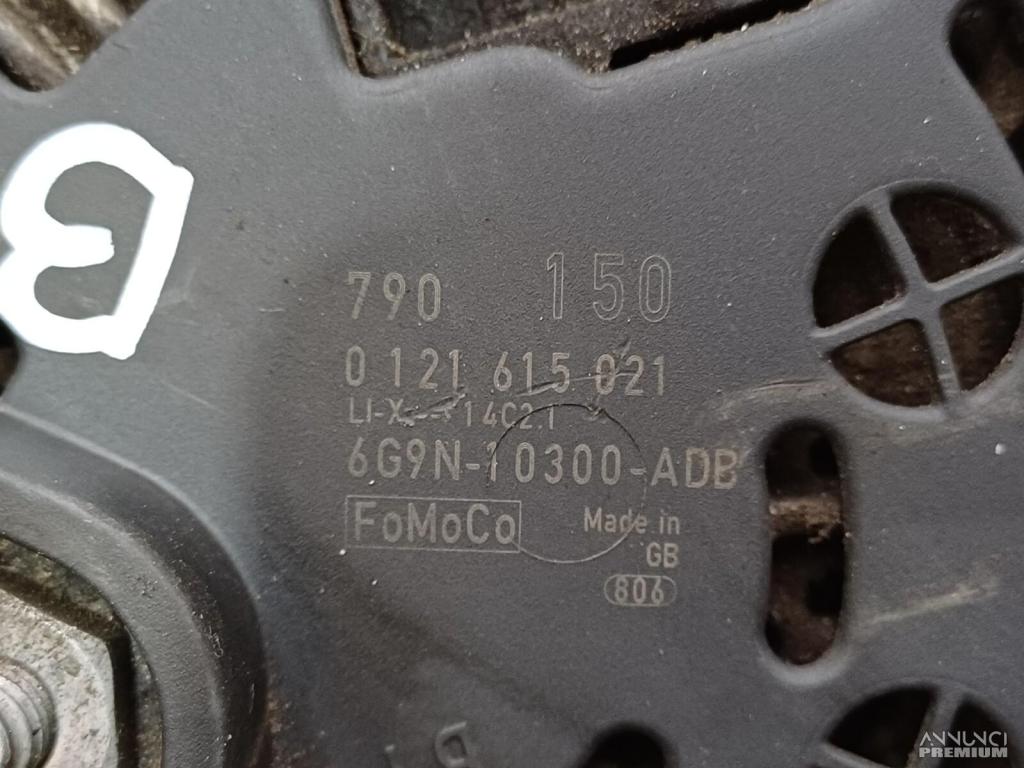 B
790 150
0 121 615 021
6G9N-10300-ADB
FoMoCo
Made in
GB
806
ANNUNCI
PREMIUM